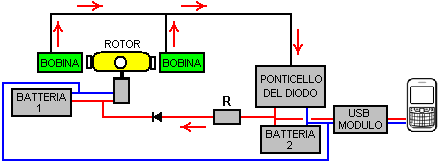 ROTOR
BOBINA
BOBINA
PONTICELLO
DEL DIODO
BATTERIA
1
R
USB
MODULO
BATTERIA
2